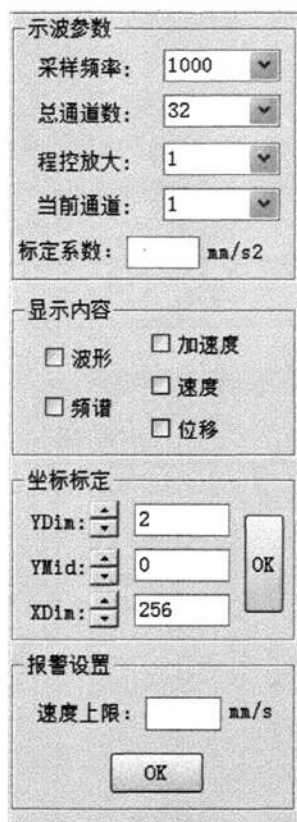 示波参数
采样频率: 1000
总通道数: 32
程控放大: 1
当前通道: 1
标定系数: mm/s2
显示内容
波形 加速度
频谱 速度
位移
坐标标定
YDim: 2
YMid: 0 OK
XDim: 256
报警设置
速度上限: mm/s
OK